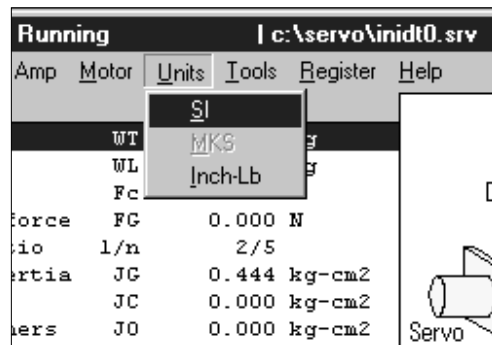 Running | c:\servo\inidt0.srv
Amp Motor Units Tools Register Help
SI
WT
MKS
WL
Inch-Lb
Fc
force FG 0.000 N
tio 1/n 2/5
ertia JG 0.444 kg-cm2
JC 0.000 kg-cm2
ners JO 0.000 kg-cm2
Servo